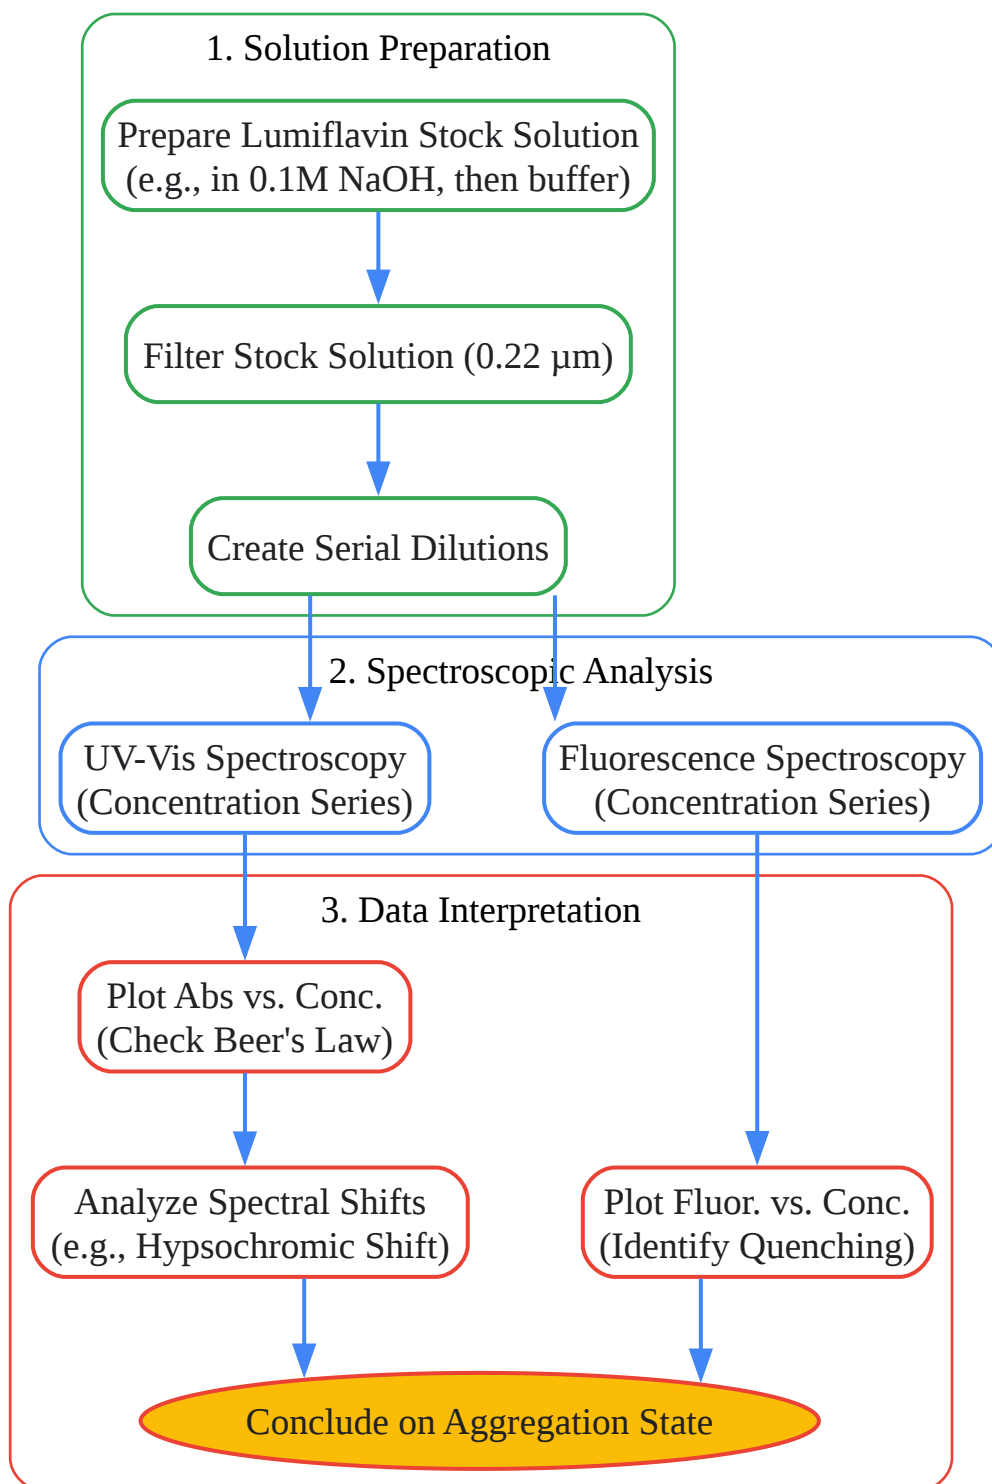 1. Solution Preparation
Prepare Lumiflavin Stock Solution
(e.g., in 0.1M NaOH, then buffer)
Filter Stock Solution (0.22 µm)
Create Serial Dilutions
2. Spectroscopic Analysis
UV-Vis Spectroscopy
(Concentration Series)
Fluorescence Spectroscopy
(Concentration Series)
3. Data Interpretation
Plot Abs vs. Conc.
(Check Beer's Law)
Analyze Spectral Shifts
(e.g., Hypsochromic Shift)
Plot Fluor. vs. Conc.
(Identify Quenching)
Conclude on Aggregation State